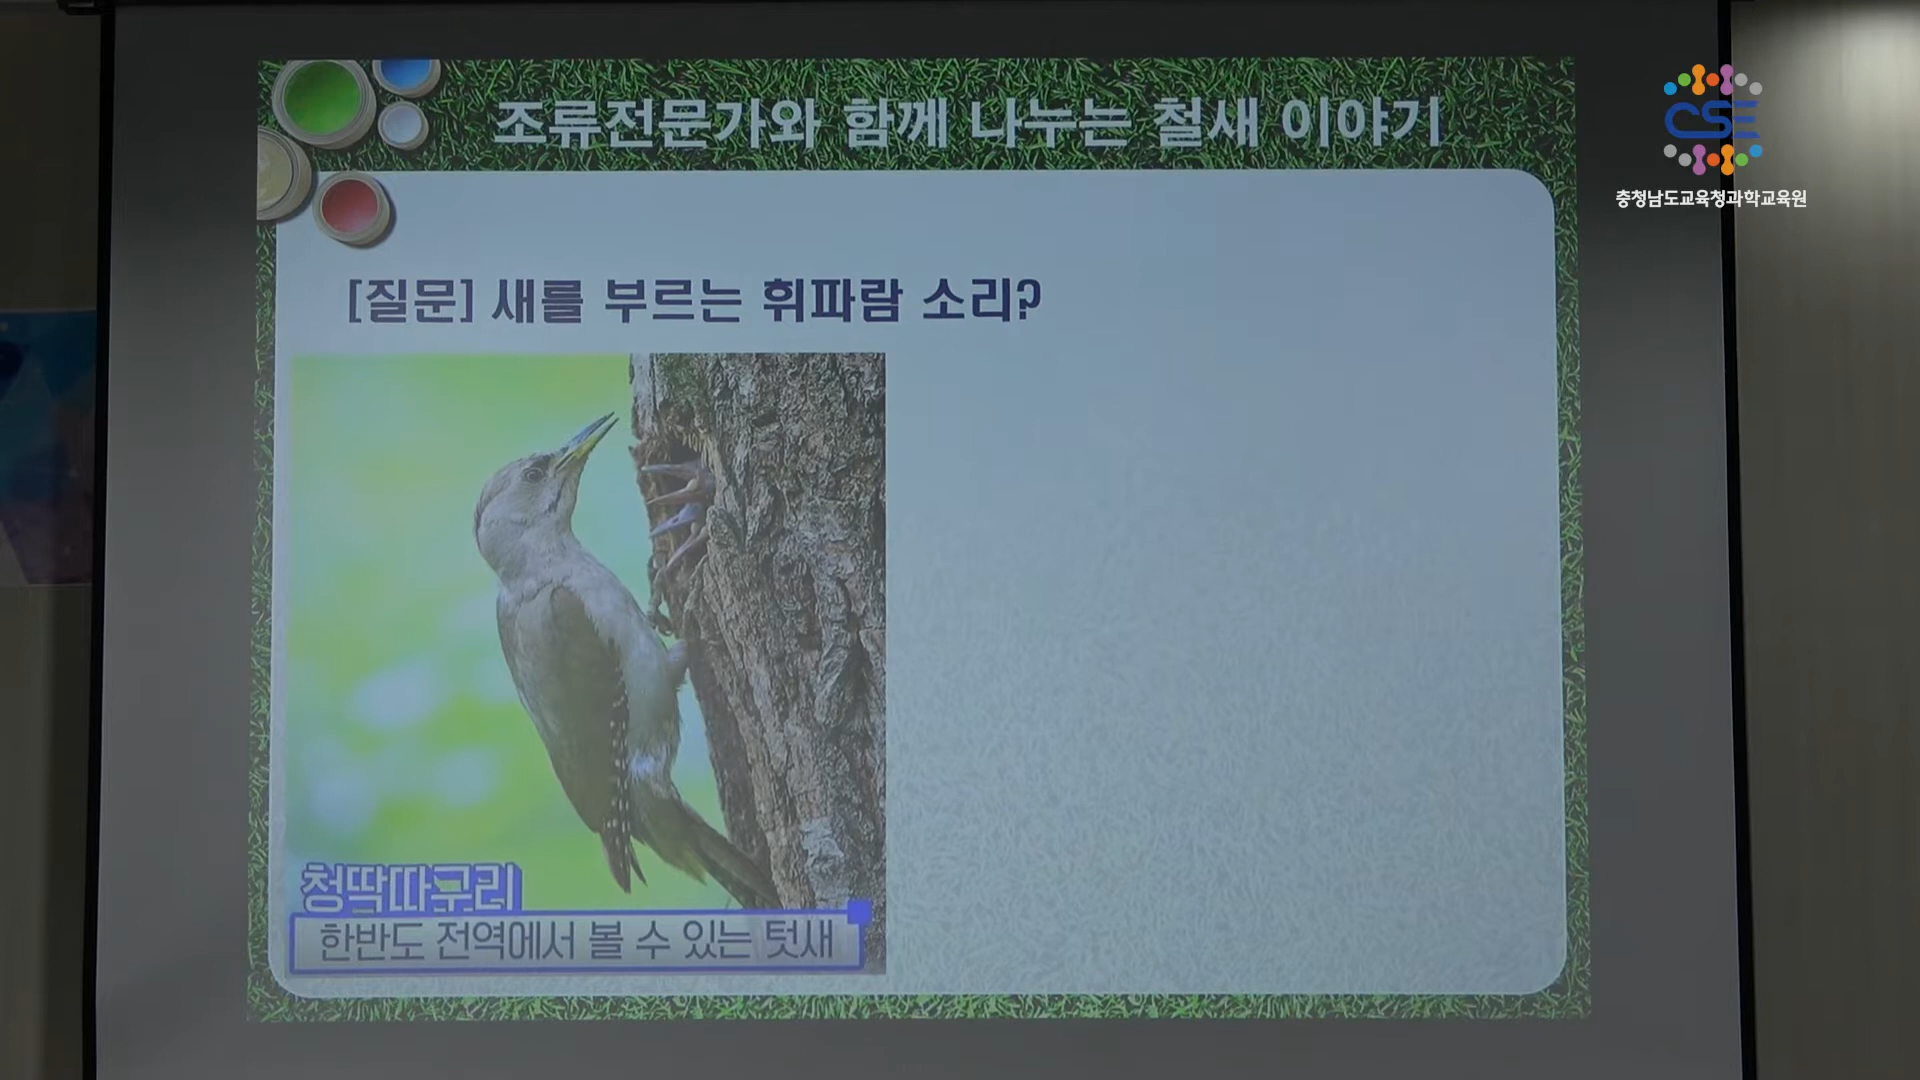 조류전문가와 함께 나누는 철새 이야기
CSE
충청남도교육청과학교육원
[질문] 새를 부르는 휘파람 소리?
청딱따구리
한반도 전역에서 볼 수 있는 텃새